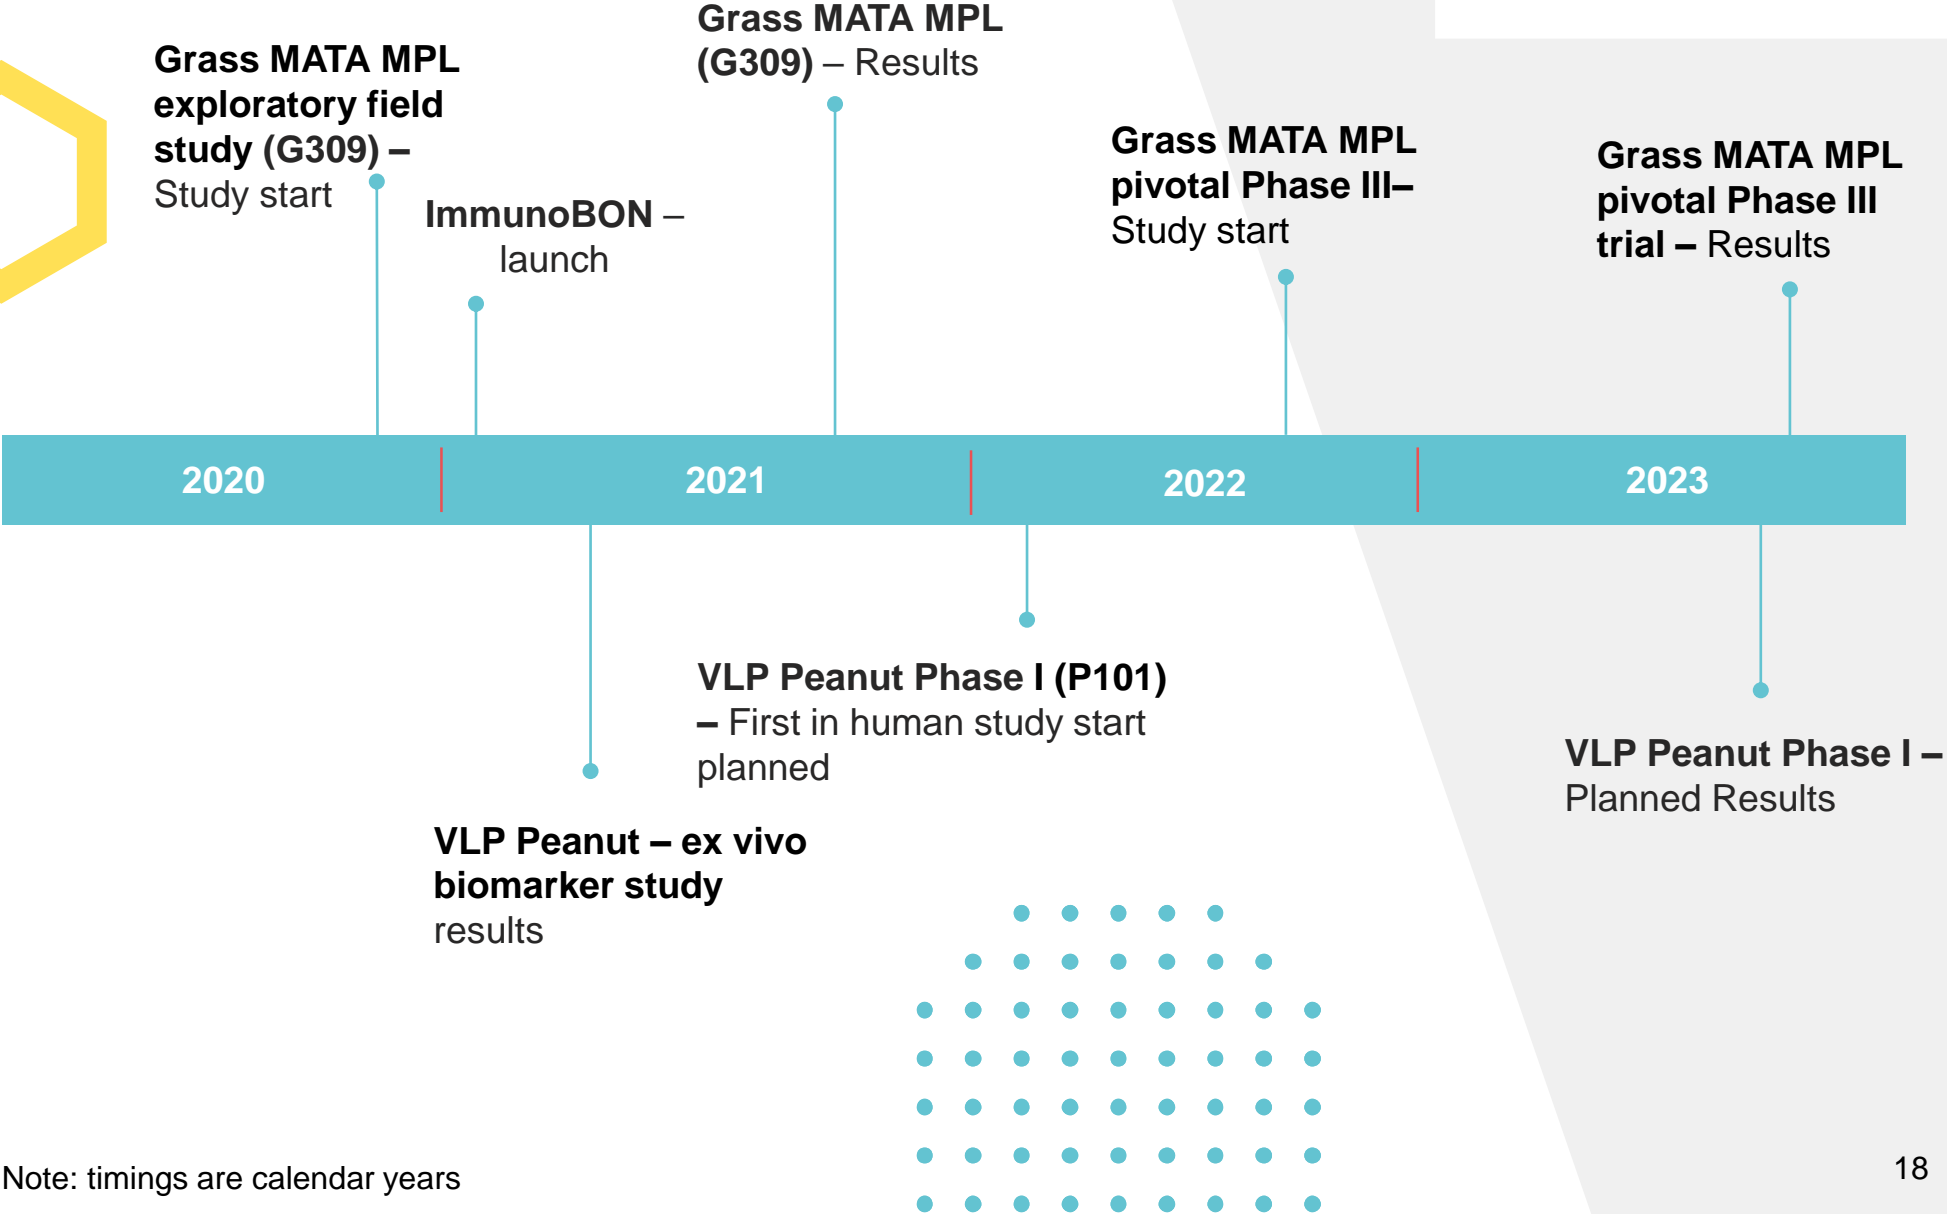 Grass MATA MPL
exploratory field
study (G309) –
Study start
ImmunoBON –
launch
Grass MATA MPL
(G309) – Results
Grass MATA MPL
pivotal Phase III–
Study start
Grass MATA MPL
pivotal Phase III
trial – Results
2020
2021
2022
2023
VLP Peanut – ex vivo
biomarker study
results
VLP Peanut Phase I (P101)
– First in human study start
planned
VLP Peanut Phase I –
Planned Results
Note: timings are calendar years
18